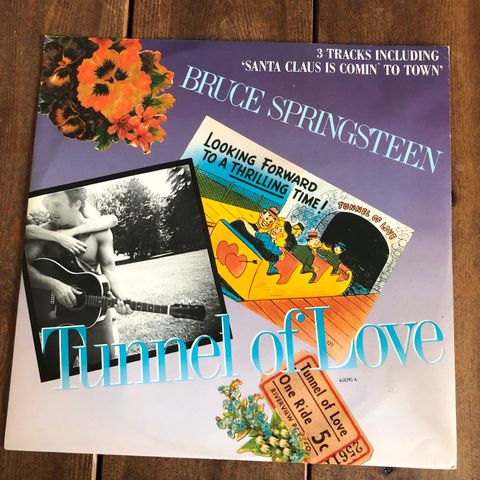 3 TRACKS INCLUDING
'SANTA CLAUS IS COMIN' TO TOWN'
BRUCE SPRINGSTEEN
LOOKING FORWARD
TO A THRILLING TIME!
TUNNEL OF LOVE
Tunnel of Love
Tunnel of Love
One Ride 5¢
RIVERVIEW